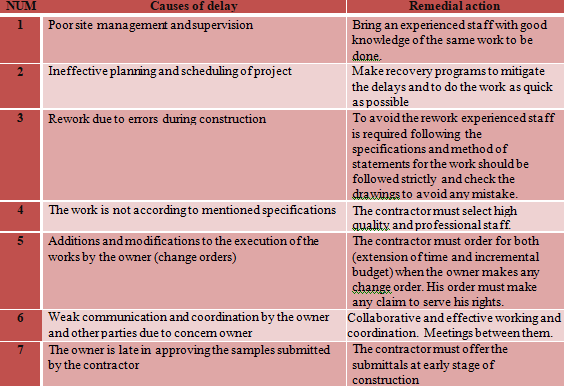 NUM Causes of delay Remedial action
1 Poor site management and supervision Bring an experienced staff with good
knowledge of the same work to be
done.
2 Ineffective planning and scheduling of project Make recovery programs to mitigate
the delays and to do the work as quick
as possible
3 Rework due to errors during construction To avoid the rework experienced staff
is required following the
specifications and method of
statements for the work should be
followed strictly and check the
drawings to avoid any mistake.
4 The work is not according to mentioned specifications The contractor must select high
quality and professional staff.
5 Additions and modifications to the execution of the The contractor must order for both
works by the owner (change orders) (extension of time and incremental
budget) when the owner makes any
change order. His order must make
any claim to serve his rights.
6 Weak communication and coordination by the owner Collaborative and effective working and
and other parties due to concern owner coordination. Meetings between them.
7 The owner is late in approving the samples submitted The contractor must offer the
by the contractor submittals at early stage of
construction